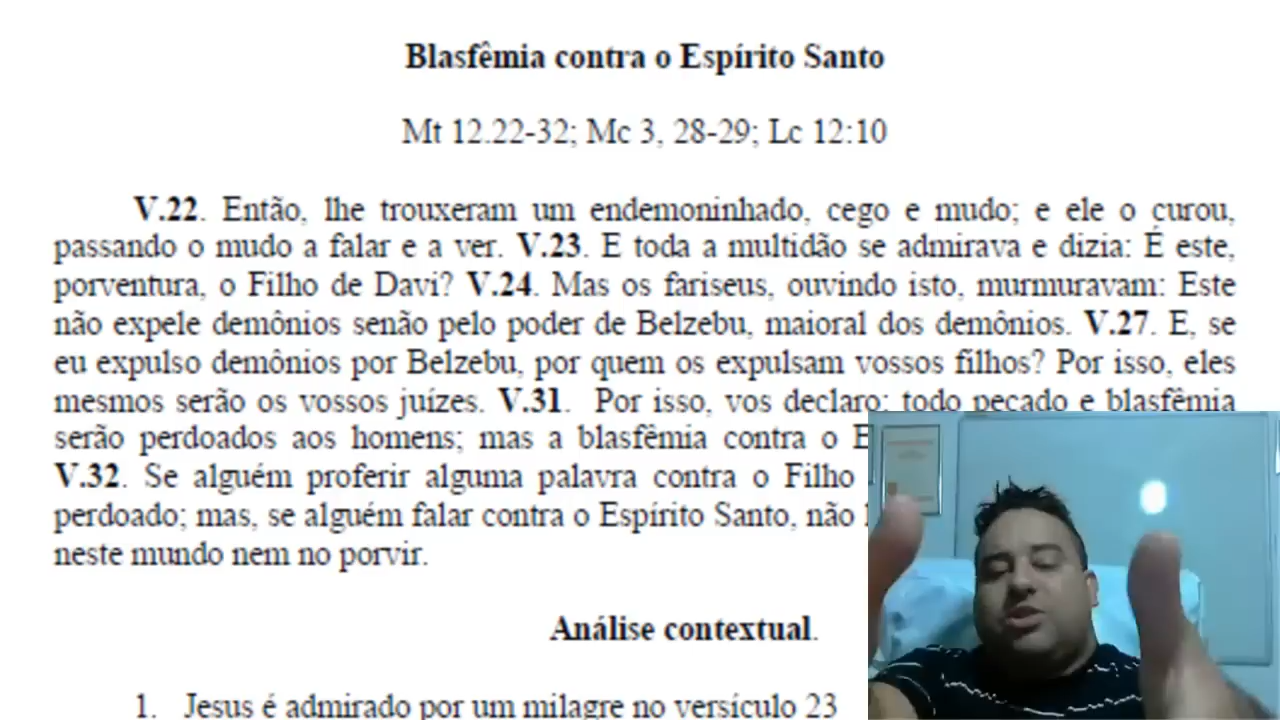 Blasfêmia contra o Espírito Santo
Mt 12.22-32; Mc 3, 28-29; Lc 12:10
V.22. Então, lhe trouxeram um endemoninhado, cego e mudo; e ele o curou,
passando o mudo a falar e a ver. V.23. E toda a multidão se admirava e dizia: É este,
porventura, o Filho de Davi? V.24. Mas os fariseus, ouvindo isto, murmuravam: Este
não expele demônios senão pelo poder de Belzebu, maioral dos demônios. V.27. E, se
eu expulso demônios por Belzebu, por quem os expulsam vossos filhos? Por isso, eles
mesmos serão os vossos juízes. V.31. Por isso, vos declaro: todo pecado e blasfêmia
serão perdoados aos homens; mas a blasfêmia contra o
V.32. Se alguém proferir alguma palavra contra o Filho
perdoado; mas, se alguém falar contra o Espírito Santo, não
neste mundo nem no porvir.
Análise contextual.
1. Jesus é admirado por um milagre no versículo 23